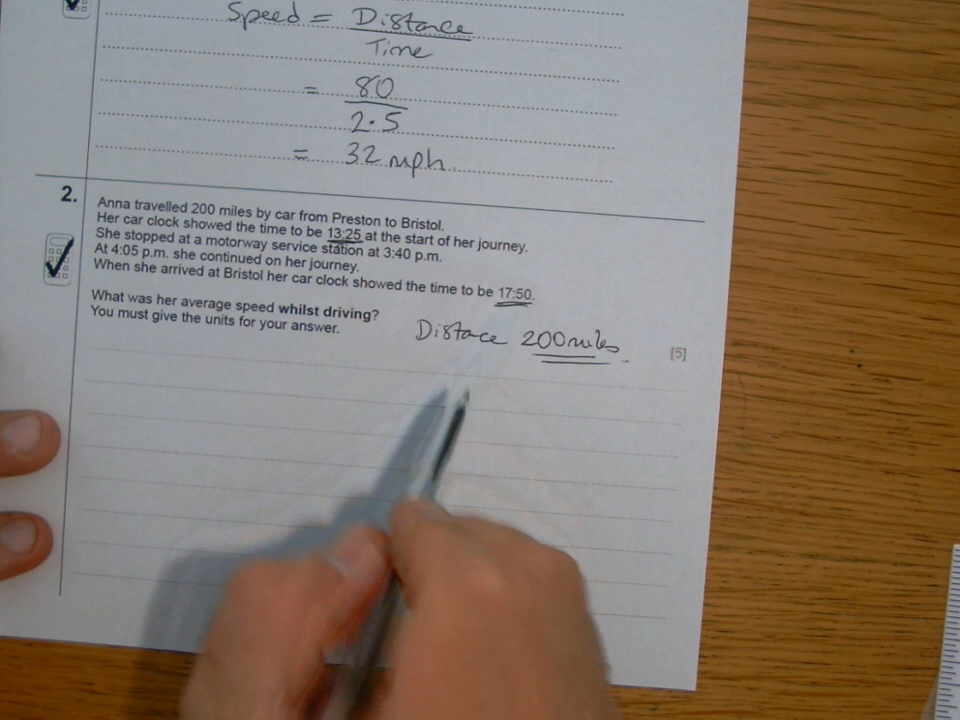 Speed = Distance
Time
= 80
2.5
= 32 mph.
2.
Anna travelled 200 miles by car from Preston to Bristol.
Her car clock showed the time to be 13:25 at the start of her journey.
She stopped at a motorway service station at 3:40 p.m.
At 4:05 p.m. she continued on her journey.
When she arrived at Bristol her car clock showed the time to be 17:50.
What was her average speed whilst driving?
You must give the units for your answer.
Distace 200 miles.
[5]